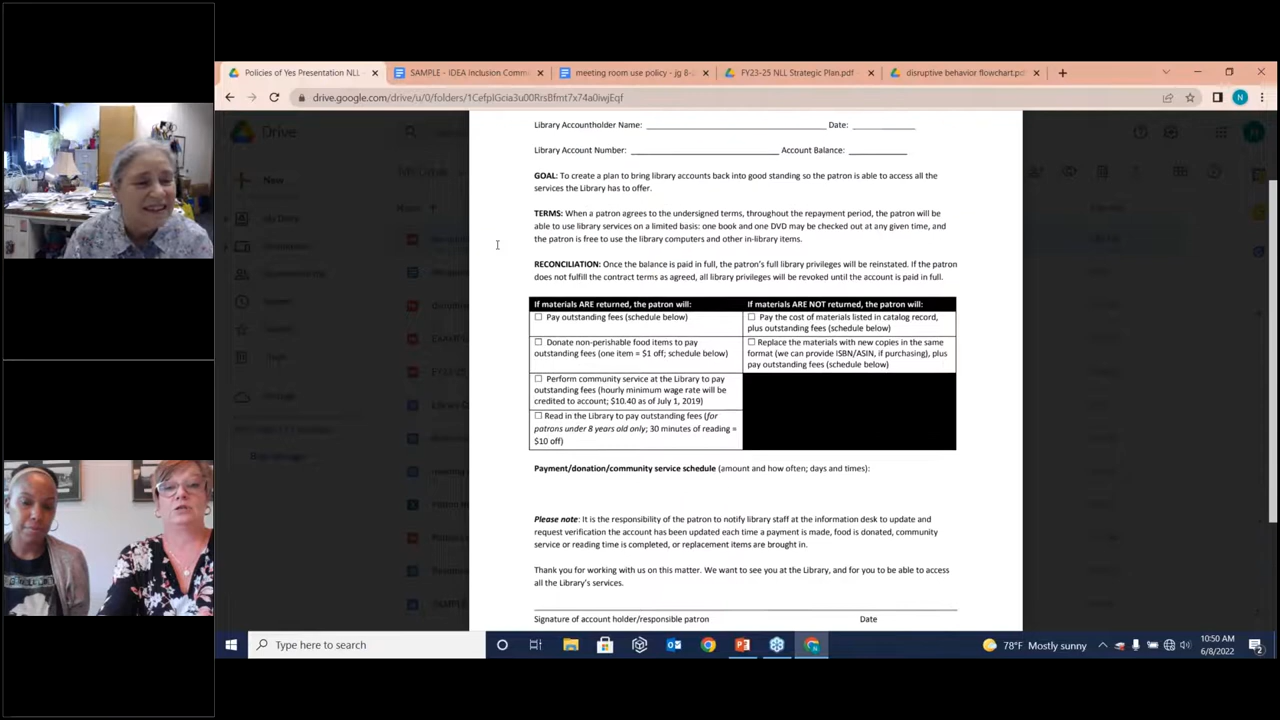 Policies of Yes Presentation NLL
SAMPLE - IDEA Inclusion Comm
meeting room use policy - jg 8-2
FY23-25 NLL Strategic Plan.pdf
disruptive behavior flowchart.pdf
Drive
New
Library Accountholder Name: ____ Date: ____
Library Account Number: ____ Account Balance: ____
GOAL: To create a plan to bring library accounts back into good standing so the patron is able to access all the
services the Library has to offer.
TERMS: When a patron agrees to the undersigned terms, throughout the repayment period, the patron will be
able to use library services on a limited basis: one book and one DVD may be checked out at any given time, and
the patron is free to use the library computers and other in-library items.
RECONCILIATION: Once the balance is paid in full, the patron's full library privileges will be reinstated. If the patron
does not fulfill the contract terms as agreed, all library privileges will be revoked until the account is paid in full.
If materials ARE returned, the patron will:
If materials ARE NOT returned, the patron will:
☐ Pay outstanding fees (schedule below)
☐ Pay the cost of materials listed in catalog record,
plus outstanding fees (schedule below)
☐ Donate non-perishable food items to pay
outstanding fees (one item = $1 off; schedule below)
☐ Replace the materials with new copies in the same
format (we can provide ISBN/ASIN, if purchasing), plus
pay outstanding fees (schedule below)
☐ Perform community service at the Library to pay
outstanding fees (hourly minimum wage rate will be
credited to account; $10.40 as of July 1, 2019)
☐ Read in the Library to pay outstanding fees (for
patrons under 8 years old only; 30 minutes of reading =
$10 off)
Payment/donation/community service schedule (amount and how often; days and times):
Please note: It is the responsibility of the patron to notify library staff at the information desk to update and
request verification the account has been updated each time a payment is made, food is donated, community
service or reading time is completed, or replacement items are brought in.
Thank you for working with us on this matter. We want to see you at the Library, and for you to be able to access
all the Library's services.
Signature of account holder/responsible patron Date
Type here to search
78°F Mostly sunny
10:50 AM
6/8/2022